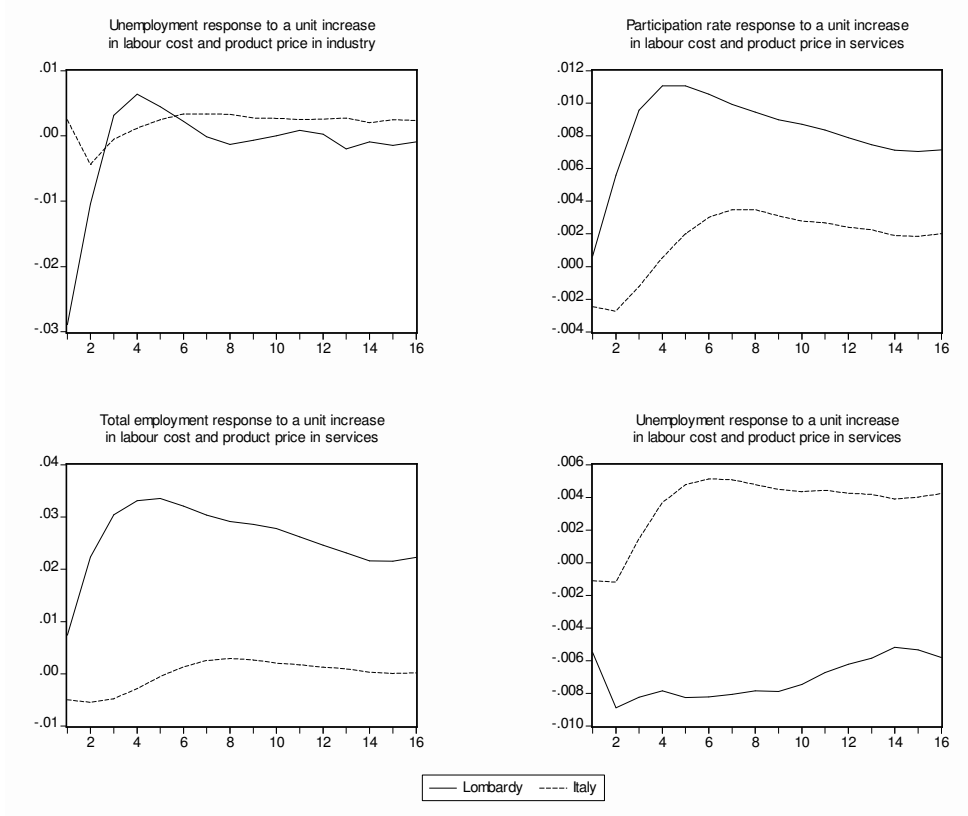 Unemployment response to a unit increase
in labour cost and product price in industry
.01
.00
-.01
-.02
-.03
2 4 6 8 10 12 14 16
Participation rate response to a unit increase
in labour cost and product price in services
.012
.010
.008
.006
.004
.002
.000
-.002
-.004
2 4 6 8 10 12 14 16
Total employment response to a unit increase
in labour cost and product price in services
.04
.03
.02
.01
.00
-.01
2 4 6 8 10 12 14 16
Unemployment response to a unit increase
in labour cost and product price in services
.006
.004
.002
.000
-.002
-.004
-.006
-.008
-.010
2 4 6 8 10 12 14 16
Lombardy Italy